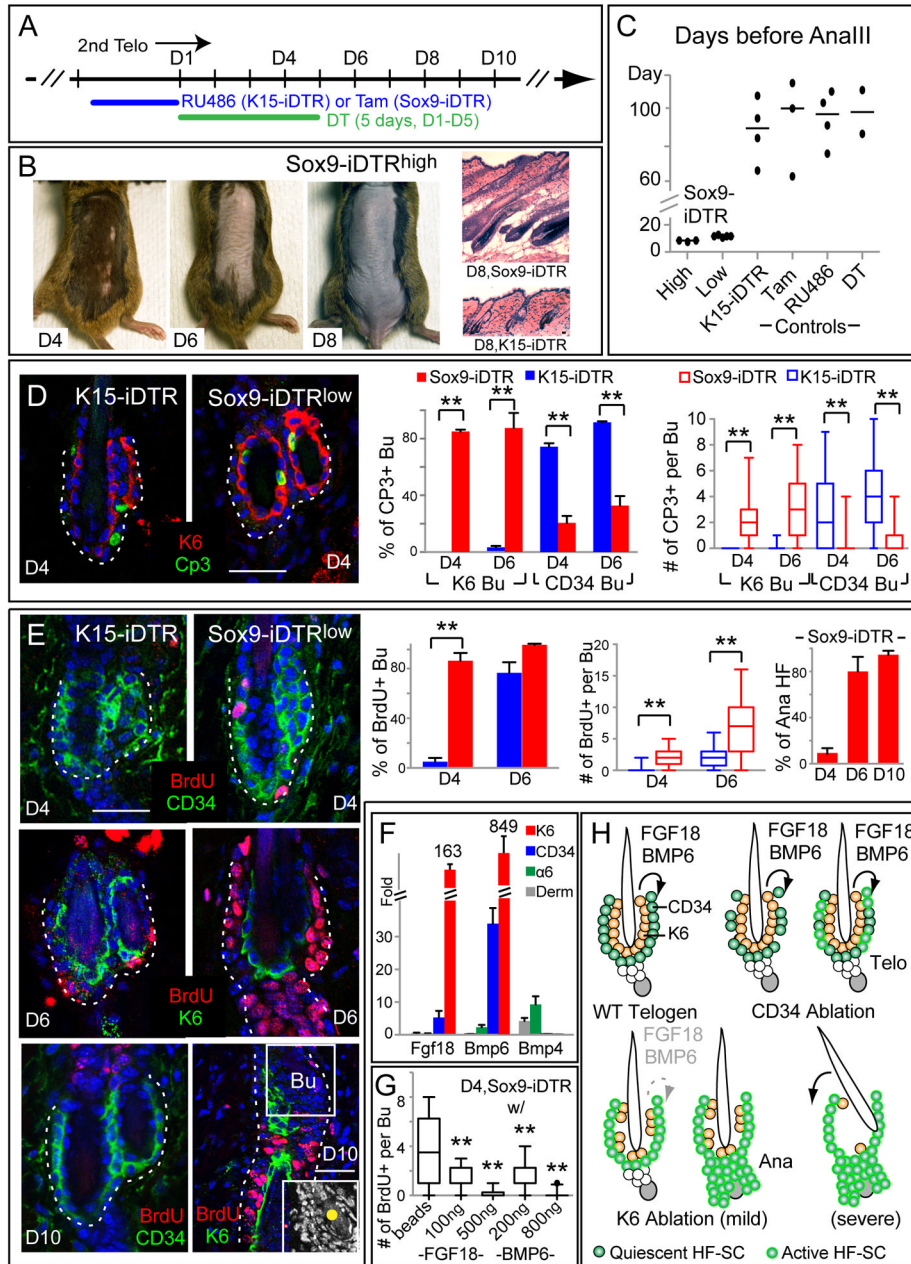 A
2nd Telo
D1 D4 D6 D8 D10
RU486 (K15-iDTR) or Tam (Sox9-iDTR)
DT (5 days, D1-D5)
B
Sox9-iDTRhigh
D4
D6
D8
D8,Sox9-iDTR
D8,K15-iDTR
C
Days before AnaIII
Day
100
60
20
0
Sox9-
iDTR
High
Low
K15-iDTR
Tam
RU486
DT
–Controls–
D
K15-iDTR
Sox9-iDTRlow
K6
Cp3
D4
D4
Sox9-iDTR K15-iDTR
** ** ** **
% of CP3+ Bu
80
40
0
D4 D6 D4 D6
K6 Bu CD34 Bu
Sox9-iDTR K15-iDTR
** ** ** **
# of CP3+ per Bu
10
8
6
4
2
0
D4 D6 D4 D6
K6 Bu CD34 Bu
E
K15-iDTR
Sox9-iDTRlow
BrdU
CD34
D4
D4
BrdU
K6
D6
D6
BrdU
CD34
D10
Bu
D10
BrdU
K6
**
% of BrdU+ Bu
80
40
0
D4 D6
** **
# of BrdU+ per Bu
20
15
10
5
0
D4 D6
–Sox9-iDTR–
% of Ana HF
80
40
0
D4 D6 D10
F
K6
CD34
α6
Derm
163
849
Fold
30
20
10
0
Fgf18 Bmp6 Bmp4
G
D4,Sox9-iDTR
w/
** ** ** **
# of BrdU+ per Bu
8
4
0
beads
100ng
500ng
200ng
800ng
-FGF18- -BMP6-
H
FGF18
BMP6
FGF18
BMP6
FGF18
BMP6
CD34
K6
Telo
WT Telogen
CD34 Ablation
FGF18
BMP6
Ana
K6 Ablation (mild)
(severe)
Quiescent HF-SC Active HF-SC